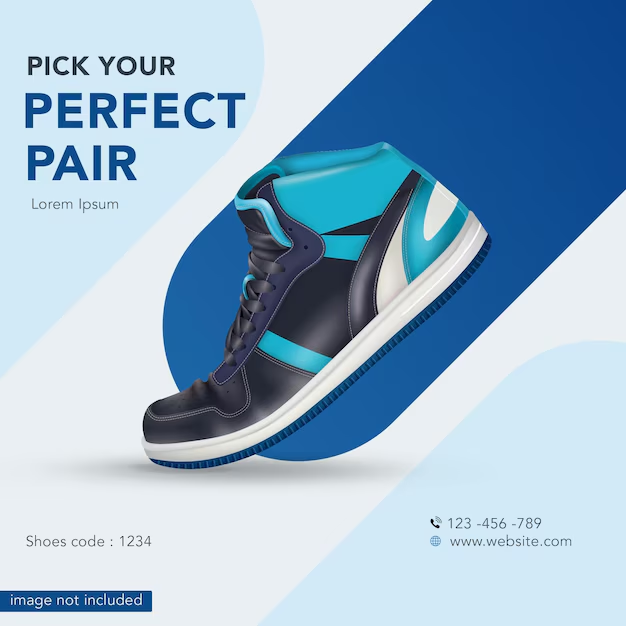 PICK YOUR
PERFECT
PAIR
Lorem Ipsum
Shoes code : 1234
123 -456 -789
www.website.com
image not included